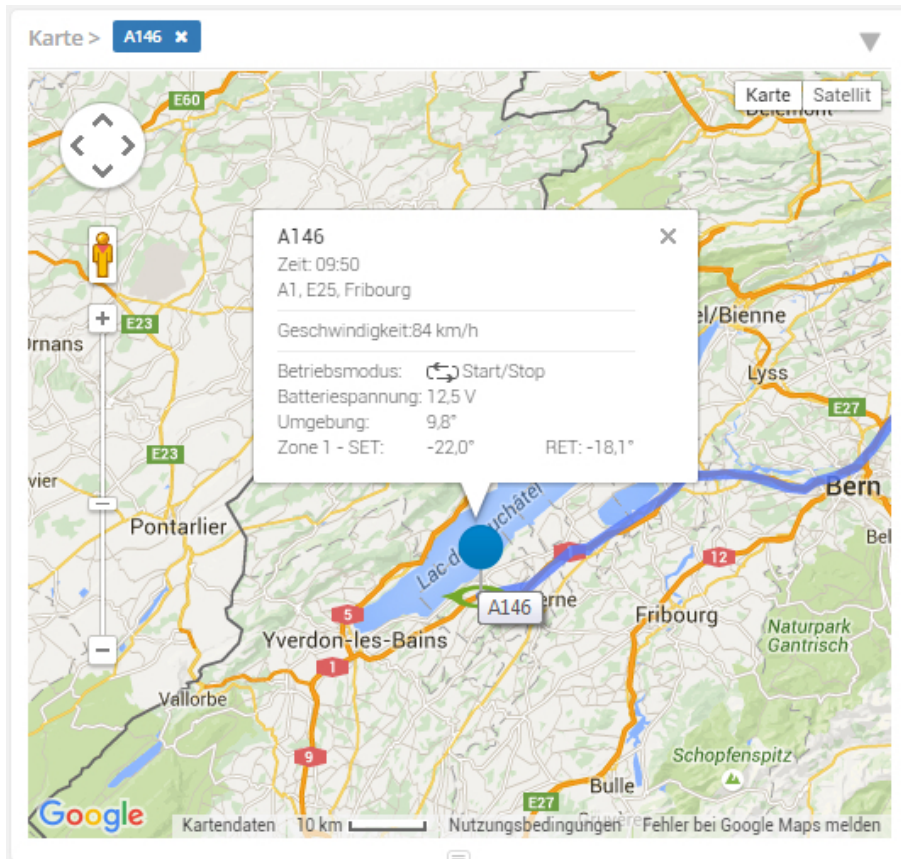 Karte > A146 ×
E60
Karte Satellit
Delémont
A146 ×
Zeit: 09:50
A1, E25, Fribourg
Geschwindigkeit:84 km/h
Betriebsmodus: Start/Stop
Batteriespannung: 12,5 V
Umgebung: 9,8°
Zone 1 - SET: -22,0° RET: -18,1°
+
E23
el/Bienne
Ornans
Lyss
E27
E23
vier
Bern
Pontarlier
Bel
Lac d uchâtel
1
12
A146
erne
5
Fribourg
Yverdon-les-Bains
Naturpark
Gantrisch
1
Vallorbe
9
Schopfenspitz
Bulle
E27
Google
Kartendaten 10 km Nutzungsbedingungen Fehler bei Google Maps melden